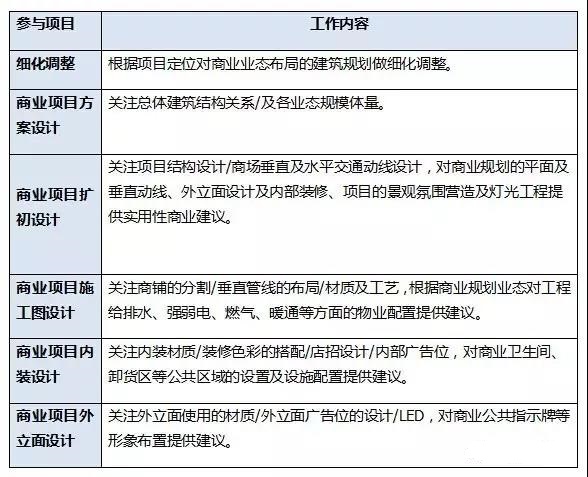 参与项目 工作内容
细化调整 根据项目定位对商业业态布局的建筑规划做细化调整。
商业项目方
案设计
关注总体建筑结构关系/及各业态规模体量。
商业项目扩
初设计
关注项目结构设计/商场垂直及水平交通动线设计，对商业规划的平面及
垂直动线、外立面设计及内部装修、项目的景观氛围营造及灯光工程提
供实用性商业建议。
商业项目施
工图设计
关注商铺的分割/垂直管线的布局/材质及工艺，根据商业规划业态对工程
给排水、强弱电、燃气、暖通等方面的物业配置提供建议。
商业项目内
装设计
关注内装材质/装修色彩的搭配/店招设计/内部广告位，对商业卫生间、
卸货区等公共区域的设置及设施配置提供建议。
商业项目外
立面设计
关注外立面使用的材质/外立面广告位的设计/LED，对商业公共指示牌等
形象布置提供建议。